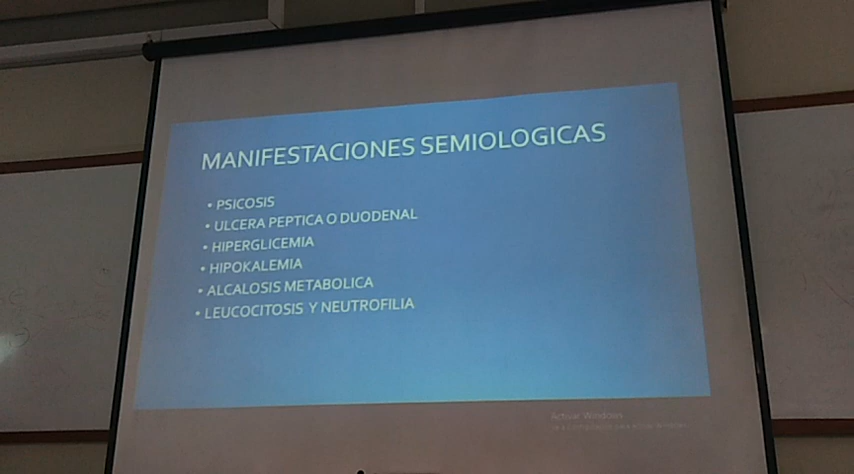 MANIFESTACIONES SEMIOLOGICAS
• PSICOSIS
• ULCERA PEPTICA O DUODENAL
• HIPERGLICEMIA
• HIPOKALEMIA
• ALCALOSIS METABOLICA
• LEUCOCITOSIS Y NEUTROFILIA
Activar Windows